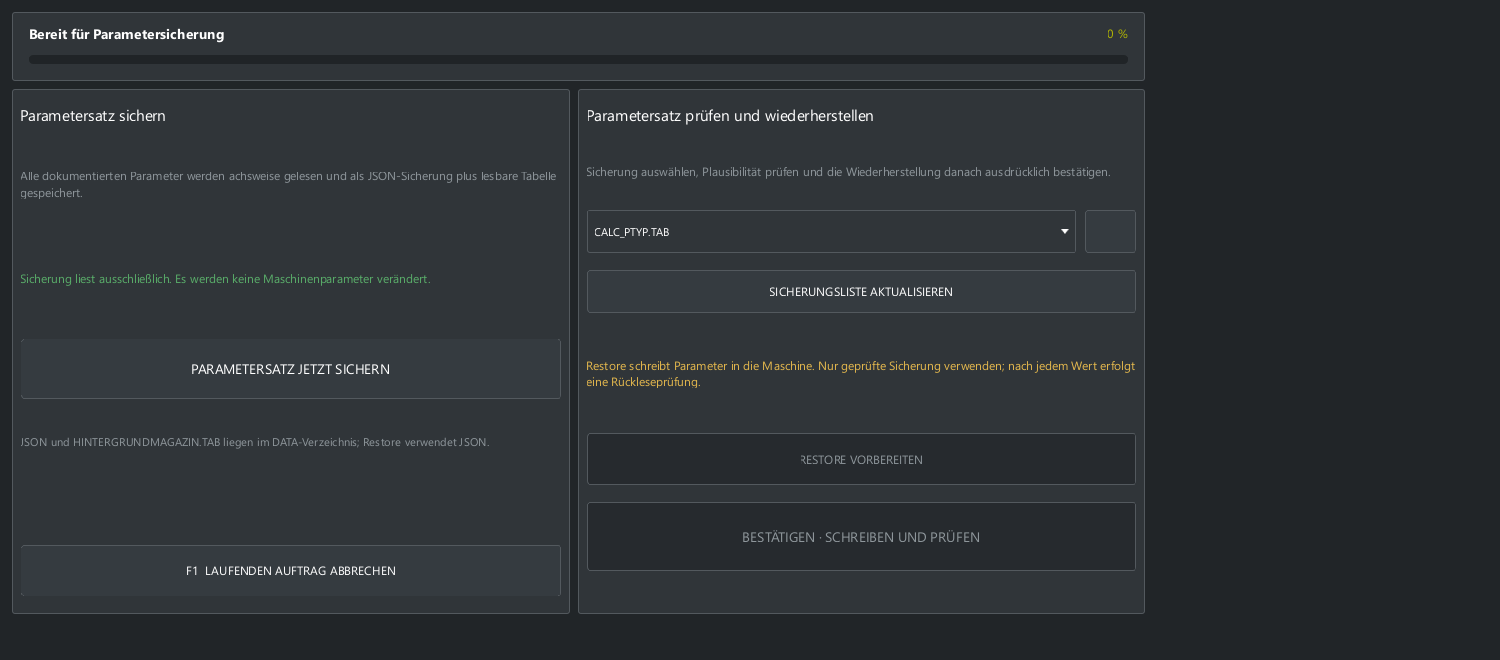 Bereit für Parametersicherung
0 %
Parametersatz sichern
Alle dokumentierten Parameter werden achsweise gelesen und als JSON-Sicherung plus lesbare Tabelle
gespeichert.
Sicherung liest ausschließlich. Es werden keine Maschinenparameter verändert.
PARAMETERSATZ JETZT SICHERN
JSON und HINTERGRUNDMAGAZIN.TAB liegen im DATA-Verzeichnis; Restore verwendet JSON.
F1 LAUFENDEN AUFTRAG ABBRECHEN
Parametersatz prüfen und wiederherstellen
Sicherung auswählen, Plausibilität prüfen und die Wiederherstellung danach ausdrücklich bestätigen.
CALC_PTYP.TAB
SICHERUNGSLISTE AKTUALISIEREN
Restore schreibt Parameter in die Maschine. Nur geprüfte Sicherung verwenden; nach jedem Wert erfolgt
eine Rückleseprüfung.
RESTORE VORBEREITEN
BESTÄTIGEN · SCHREIBEN UND PRÜFEN